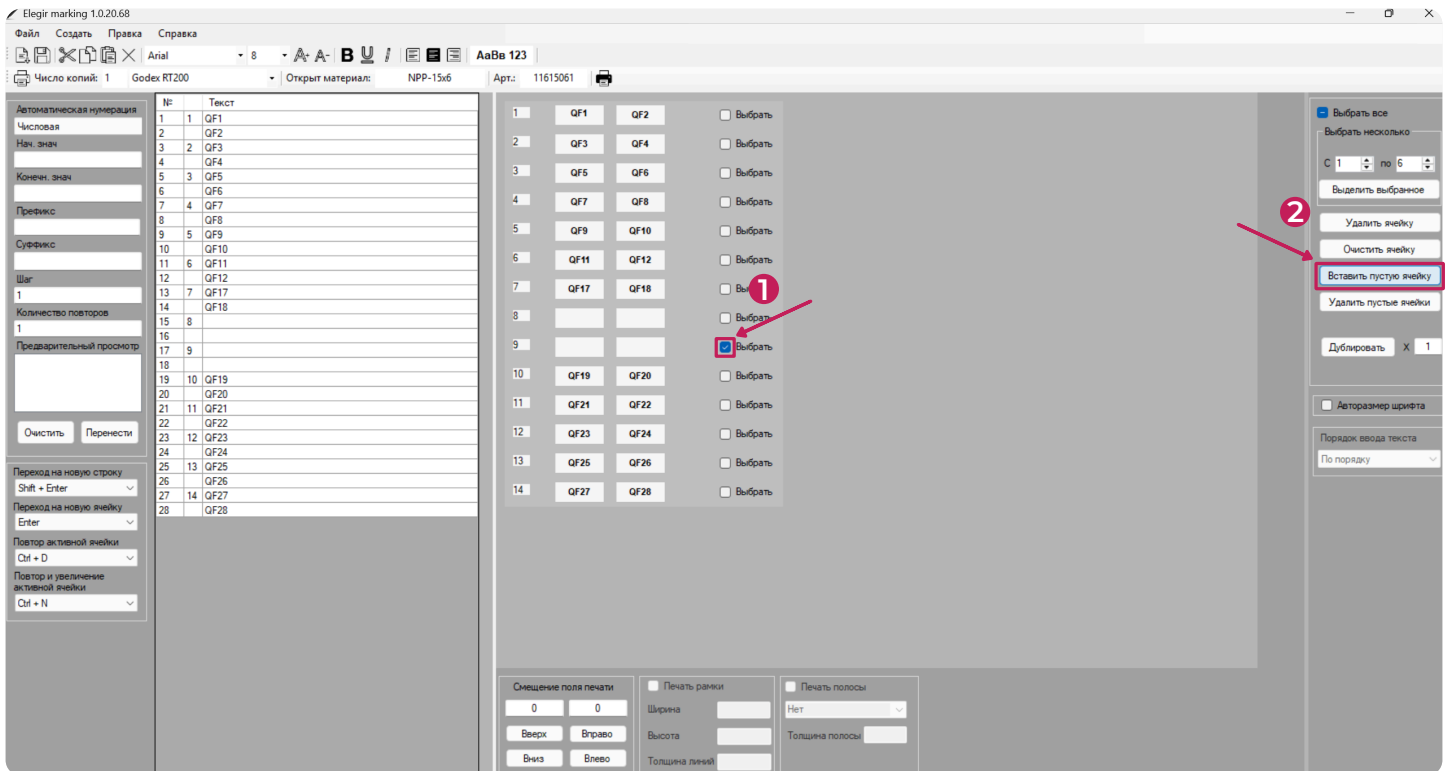 Elegir marking 1.0.20.68
Файл Создать Правка Справка
Arial 8 A+ A- B U I АаВв 123
Число копий: 1 Godex RT200 Открыт материал: NPP-15x6 Арт.: 11615061
Автоматическая нумерация
Числовая
Нач. знач
Конечн. знач
Префикс
Суффикс
Шаг
1
Количество повторов
1
Предварительный просмотр
Очистить Перенести
Переход на новую строку
Shift + Enter
Переход на новую ячейку
Enter
Повтор активной ячейки
Ctrl + D
Повтор и увеличение
активной ячейки
Ctrl + N
№ Текст
1 1 QF1
2 QF2
3 2 QF3
4 QF4
5 3 QF5
6 QF6
7 4 QF7
8 QF8
9 5 QF9
10 QF10
11 6 QF11
12 QF12
13 7 QF17
14 QF18
15 8
16
17 9
18
19 10 QF19
20 QF20
21 11 QF21
22 QF22
23 12 QF23
24 QF24
25 13 QF25
26 QF26
27 14 QF27
28 QF28
1 QF1 QF2 Выбрать
2 QF3 QF4 Выбрать
3 QF5 QF6 Выбрать
4 QF7 QF8 Выбрать
5 QF9 QF10 Выбрать
6 QF11 QF12 Выбрать
7 QF17 QF18
1
8 Выбрать
9 Выбрать
10 QF19 QF20 Выбрать
11 QF21 QF22 Выбрать
12 QF23 QF24 Выбрать
13 QF25 QF26 Выбрать
14 QF27 QF28 Выбрать
Смещение поля печати
0 0
Вверх Вправо
Вниз Влево
Печать рамки
Ширина
Высота
Толщина линий
Печать полосы
Нет
Толщина полосы
Выбрать все
Выбрать несколько
С 1 по 6
Выделить выбранное
2
Удалить ячейку
Очистить ячейку
Вставить пустую ячейку
Удалить пустые ячейки
Дублировать X 1
Авторазмер шрифта
Порядок ввода текста
По порядку